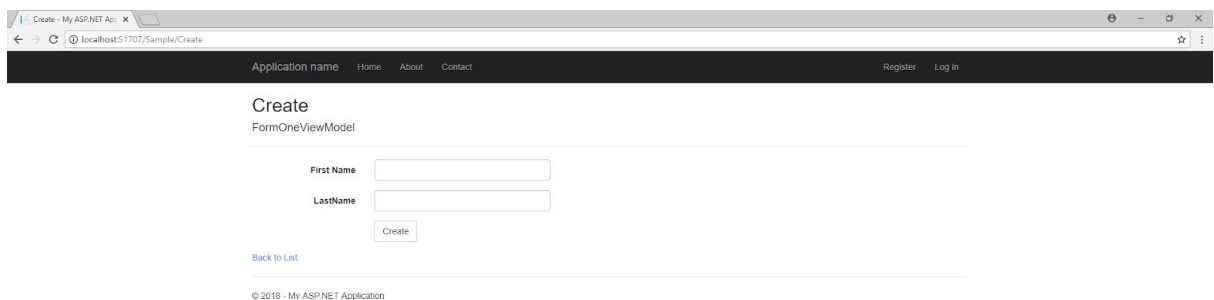 Create - My ASP.NET Ap
localhost:51707/Sample/Create
Application name Home About Contact Register Log in
Create
FormOneViewModel
First Name
LastName
Create
Back to List
© 2018 - My ASP.NET Application